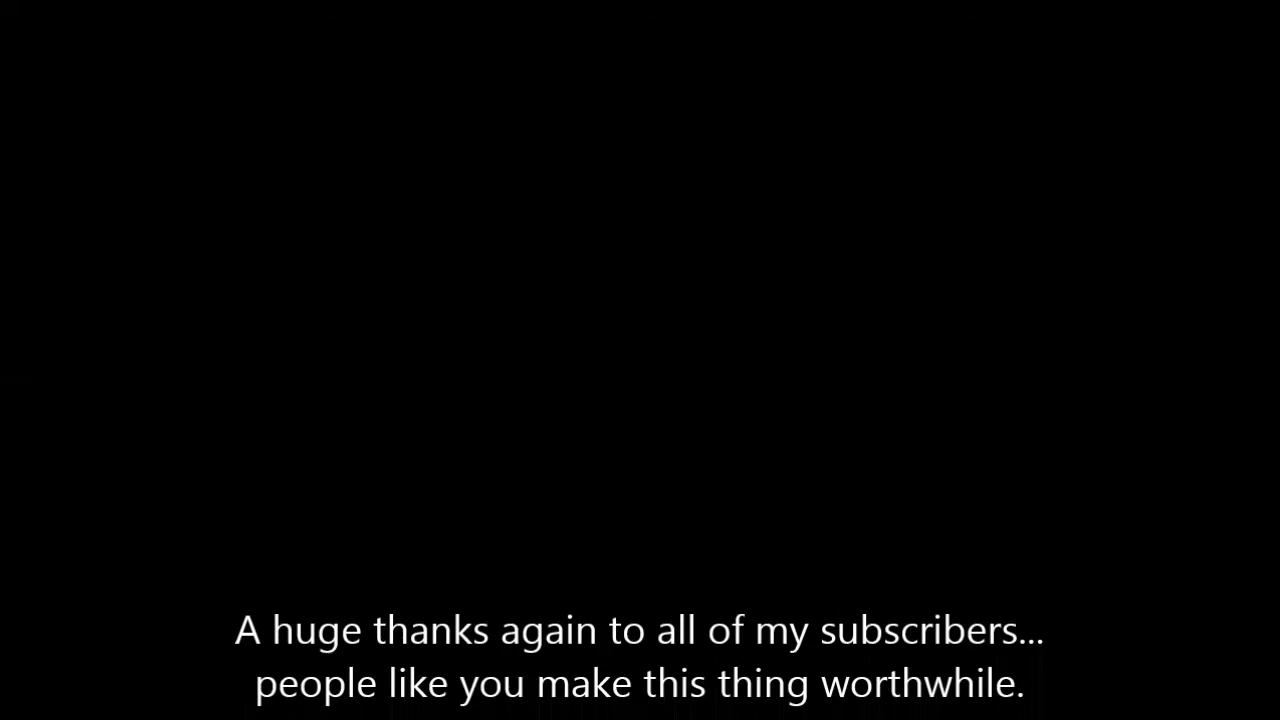 A huge thanks again to all of my subscribers...
people like you make this thing worthwhile.